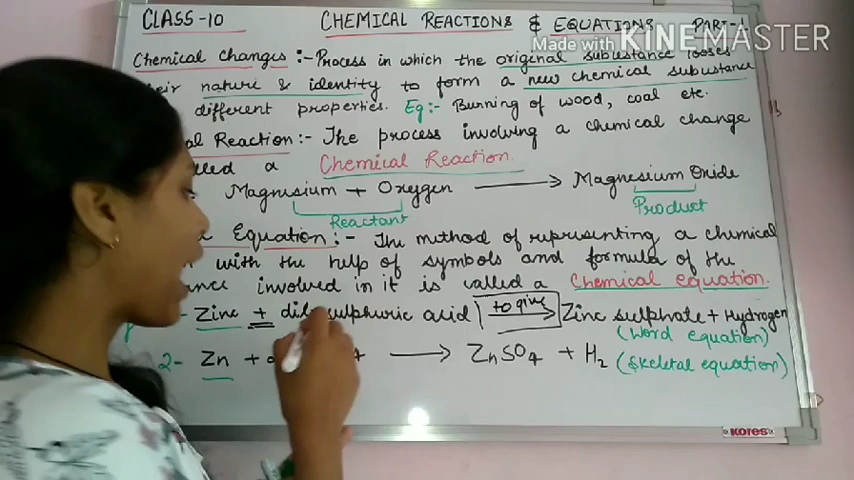 CLASS-10 CHEMICAL REACTIONS & EQUATIONS PART-1
Made with KINEMASTER
Chemical Changes :- Process in which the original subustance looses
their nature & identity to form a new chemical subustance
different properties. Eg:- Burning of wood, coal etc.
Reaction:- The process involving a chemical change
a Chemical Reaction.
Magnesium + Oxygen → Magnesium Oxide
Reactant Product
Equation:- The method of representing a chemical
with the help of symbols and formula of the
involved in it is called a Chemical equation.
Zinc + dil sulphuric acid to give → Zinc sulphate + Hydrogen
(Word equation)
2- Zn + → ZnSO4 + H2 (Skeletal equation)
KORES